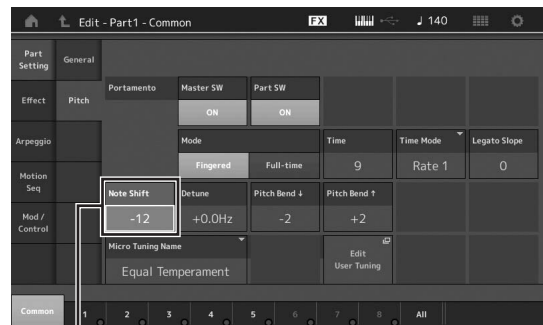 Edit - Part1 - Common FX 140
Part Setting General
Portamento Master SW Part SW
Effect Pitch ON ON
Arpeggio Mode Time Time Mode Legato Slope
Fingered Full-time 9 Rate 1 0
Motion Seq
Note Shift Detune Pitch Bend ↓ Pitch Bend ↑
Mod / Control -12 +0.0Hz -2 +2
Micro Tuning Name
Equal Temperament Edit User Tuning
Common 1 2 3 4 5 6 7 8 All